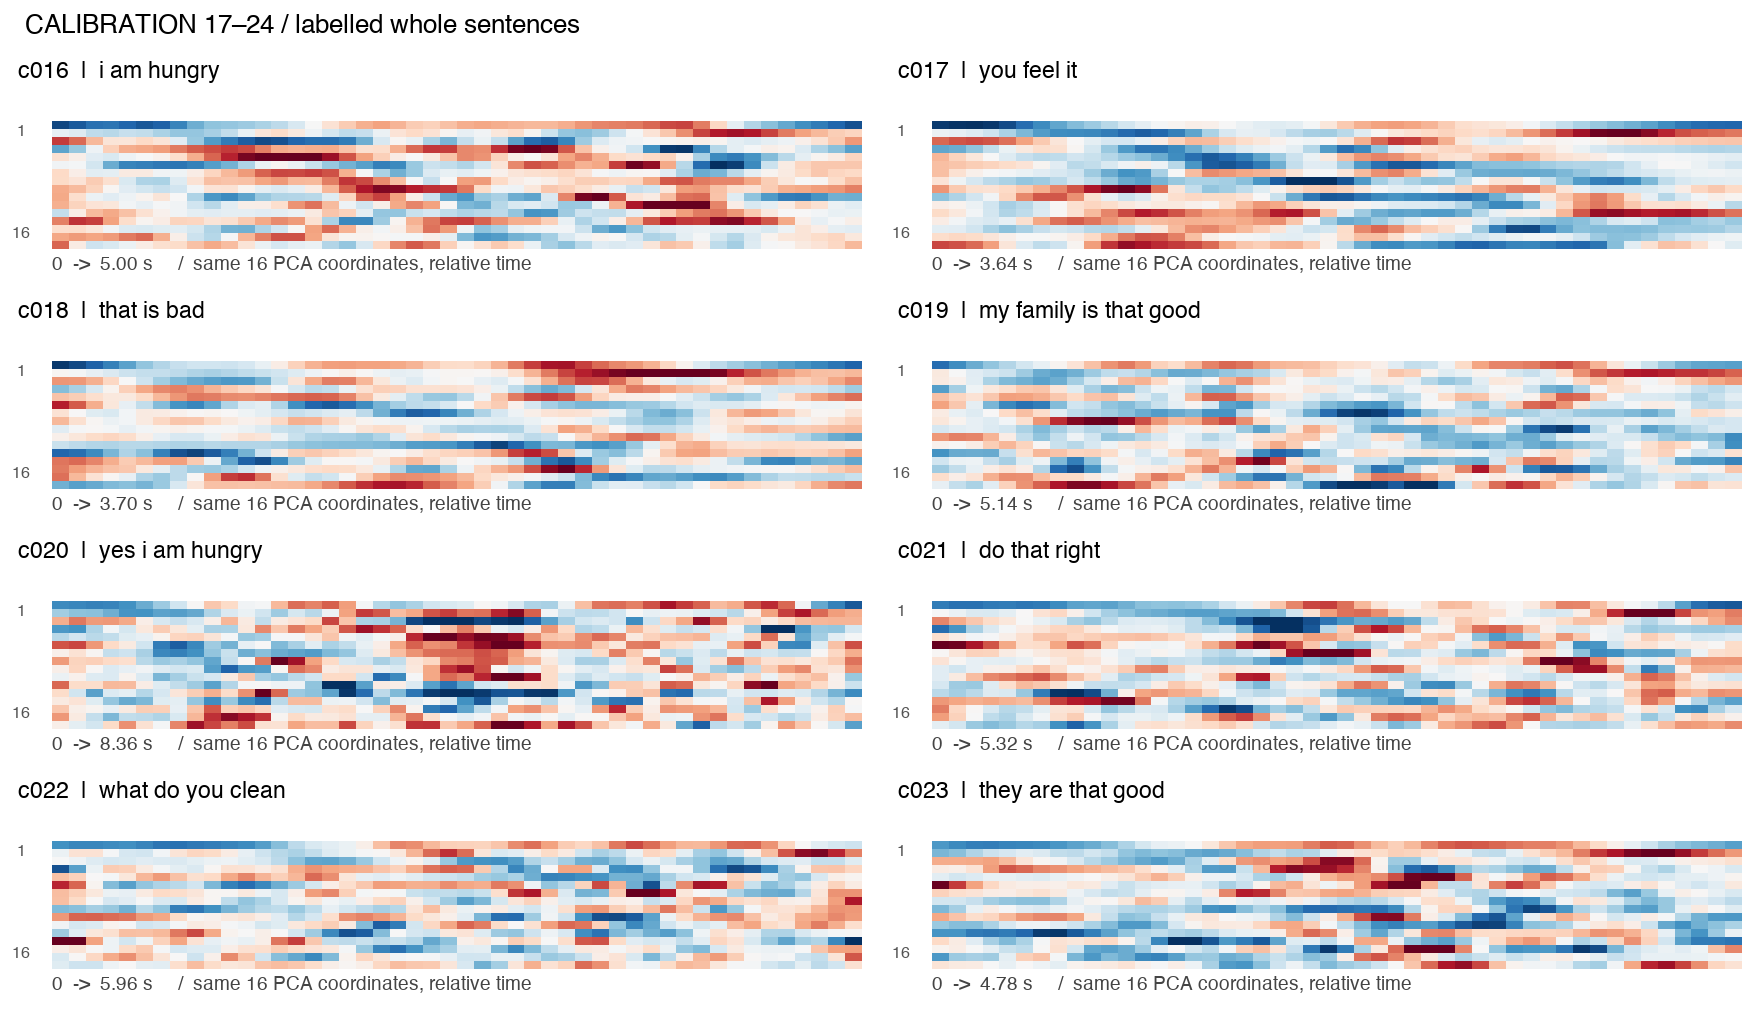 CALIBRATION 17–24 / labelled whole sentences
c016 | i am hungry
1
16
0 -> 5.00 s / same 16 PCA coordinates, relative time
c017 | you feel it
1
16
0 -> 3.64 s / same 16 PCA coordinates, relative time
c018 | that is bad
1
16
0 -> 3.70 s / same 16 PCA coordinates, relative time
c019 | my family is that good
1
16
0 -> 5.14 s / same 16 PCA coordinates, relative time
c020 | yes i am hungry
1
16
0 -> 8.36 s / same 16 PCA coordinates, relative time
c021 | do that right
1
16
0 -> 5.32 s / same 16 PCA coordinates, relative time
c022 | what do you clean
1
16
0 -> 5.96 s / same 16 PCA coordinates, relative time
c023 | they are that good
1
16
0 -> 4.78 s / same 16 PCA coordinates, relative time